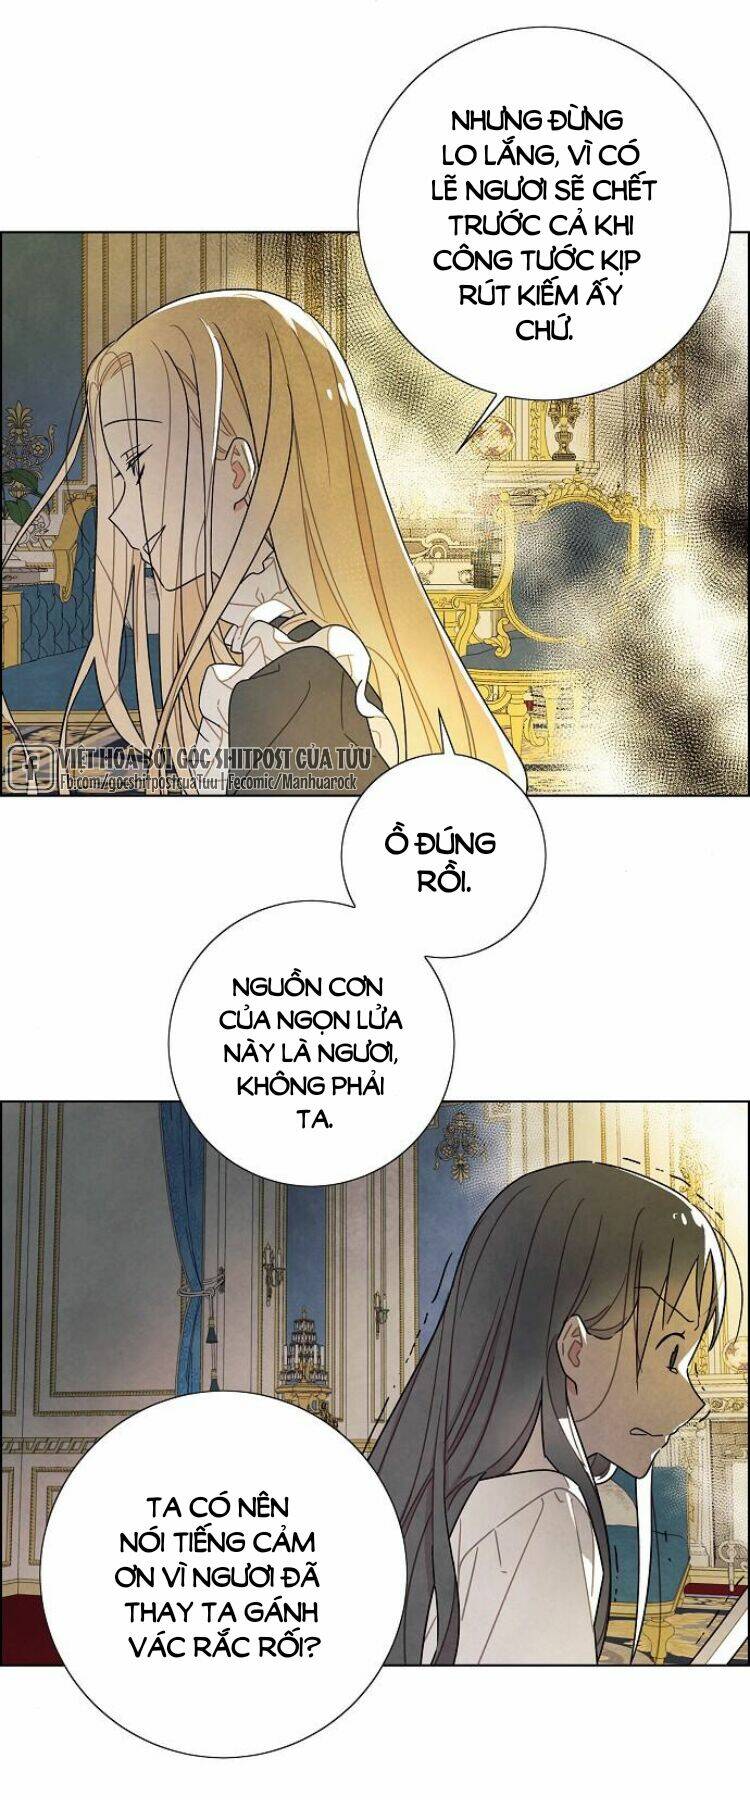 NHƯNG ĐỪNG
LO LẮNG, VÌ CÓ
LẼ NGƯƠI SẼ CHẾT
TRƯỚC CẢ KHI
CÔNG TƯỚC KỊP
RÚT KIẾM ẤY
CHỨ.
VIỆT HOÁ BỞI GÓC SHITPOST CỦA TỬU
Fb.com/gocshitpostcuaTuu | Fecomic/Manhuarock
Ồ ĐÚNG
RỒI.
NGUỒN CƠN
CỦA NGỌN LỬA
NÀY LÀ NGƯƠI,
KHÔNG PHẢI
TA.
TA CÓ NÊN
NÓI TIẾNG CẢM
ƠN VÌ NGƯƠI ĐÃ
THAY TA GÁNH
VÁC RẮC RỐI?